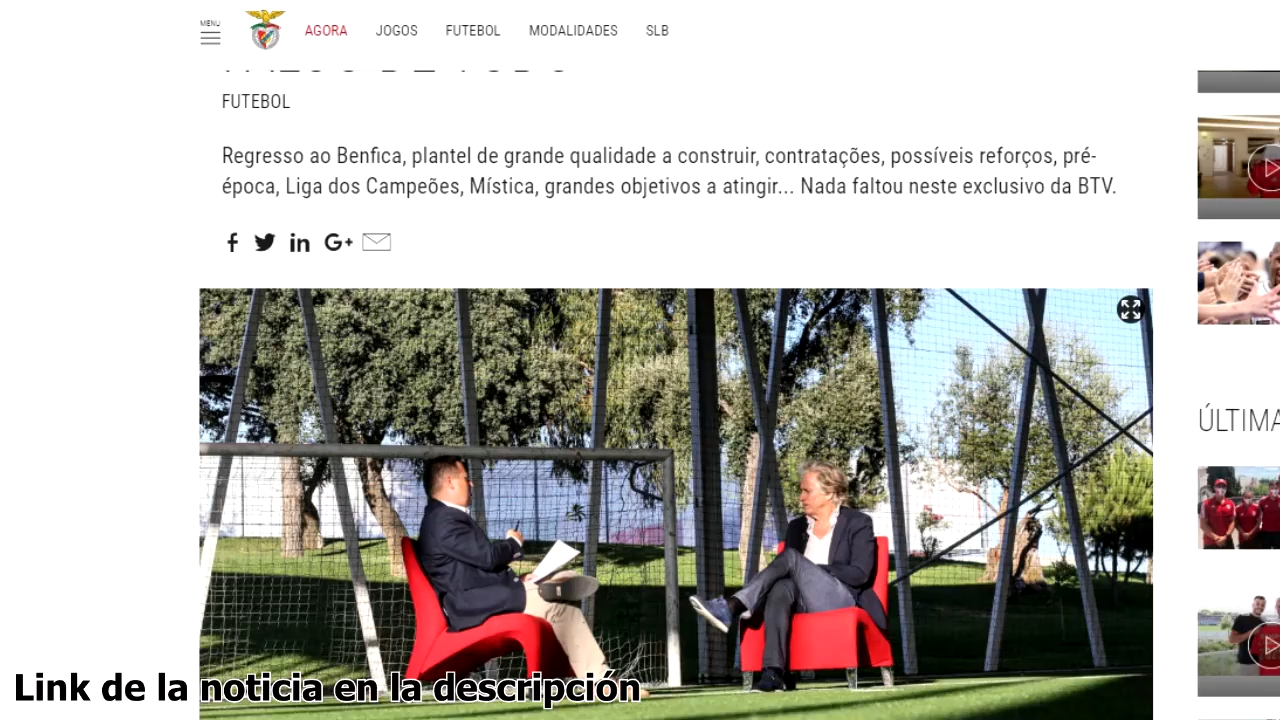 MENU
AGORA JOGOS FUTEBOL MODALIDADES SLB
FUTEBOL
Regresso ao Benfica, plantel de grande qualidade a construir, contratações, possíveis reforços, pré-
época, Liga dos Campeões, Mística, grandes objetivos a atingir... Nada faltou neste exclusivo da BTV.
ÚLTIMA
Link de la noticia en la descripción